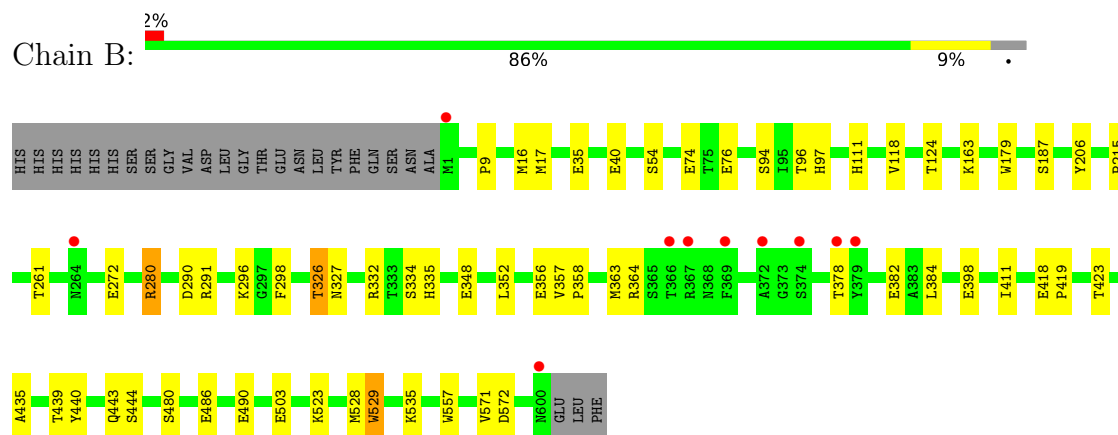 2%
Chain B:
86% 9% •
HIS HIS HIS HIS HIS HIS SER SER GLY VAL ASP LEU GLY THR GLU ASN LEU TYR PHE GLN SER ASN ALA M1 P9 M16 M17 E35 E40 S54 E74 T75 E76 S94 I95 T96 H97 H111 V118 T124 K163 W179 S187 Y206
T261 N264 E272 R280 D290 R291 K296 G297 F298 T326 N327 R332 T333 S334 H335 E348 L352 E356 V357 P358 M363 R364 S365 T366 R367 N368 F369 A372 G373 S374 T378 Y379 E382 A383 L384 E398 I411 E418 P419 T423
A435 T439 Y440 Q443 S444 S480 E486 E490 E503 K523 M528 W529 K535 W557 V571 D572 N600 GLU LEU PHE